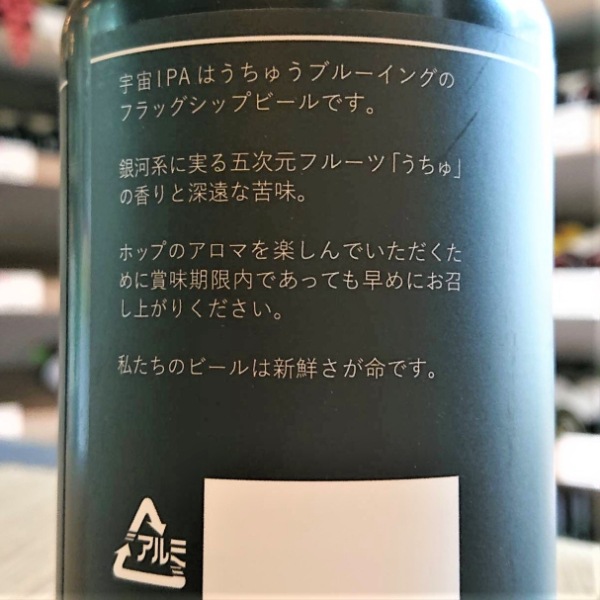 宇宙IPAはうちゅうブルーイングの
フラッグシップビールです。
銀河系に実る五次元フルーツ「うちゅ」
の香りと深遠な苦味。
ホップのアロマを楽しんでいただくた
めに賞味期限内であっても早めにお召
し上がりください。
私たちのビールは新鮮さが命です。
アルミ